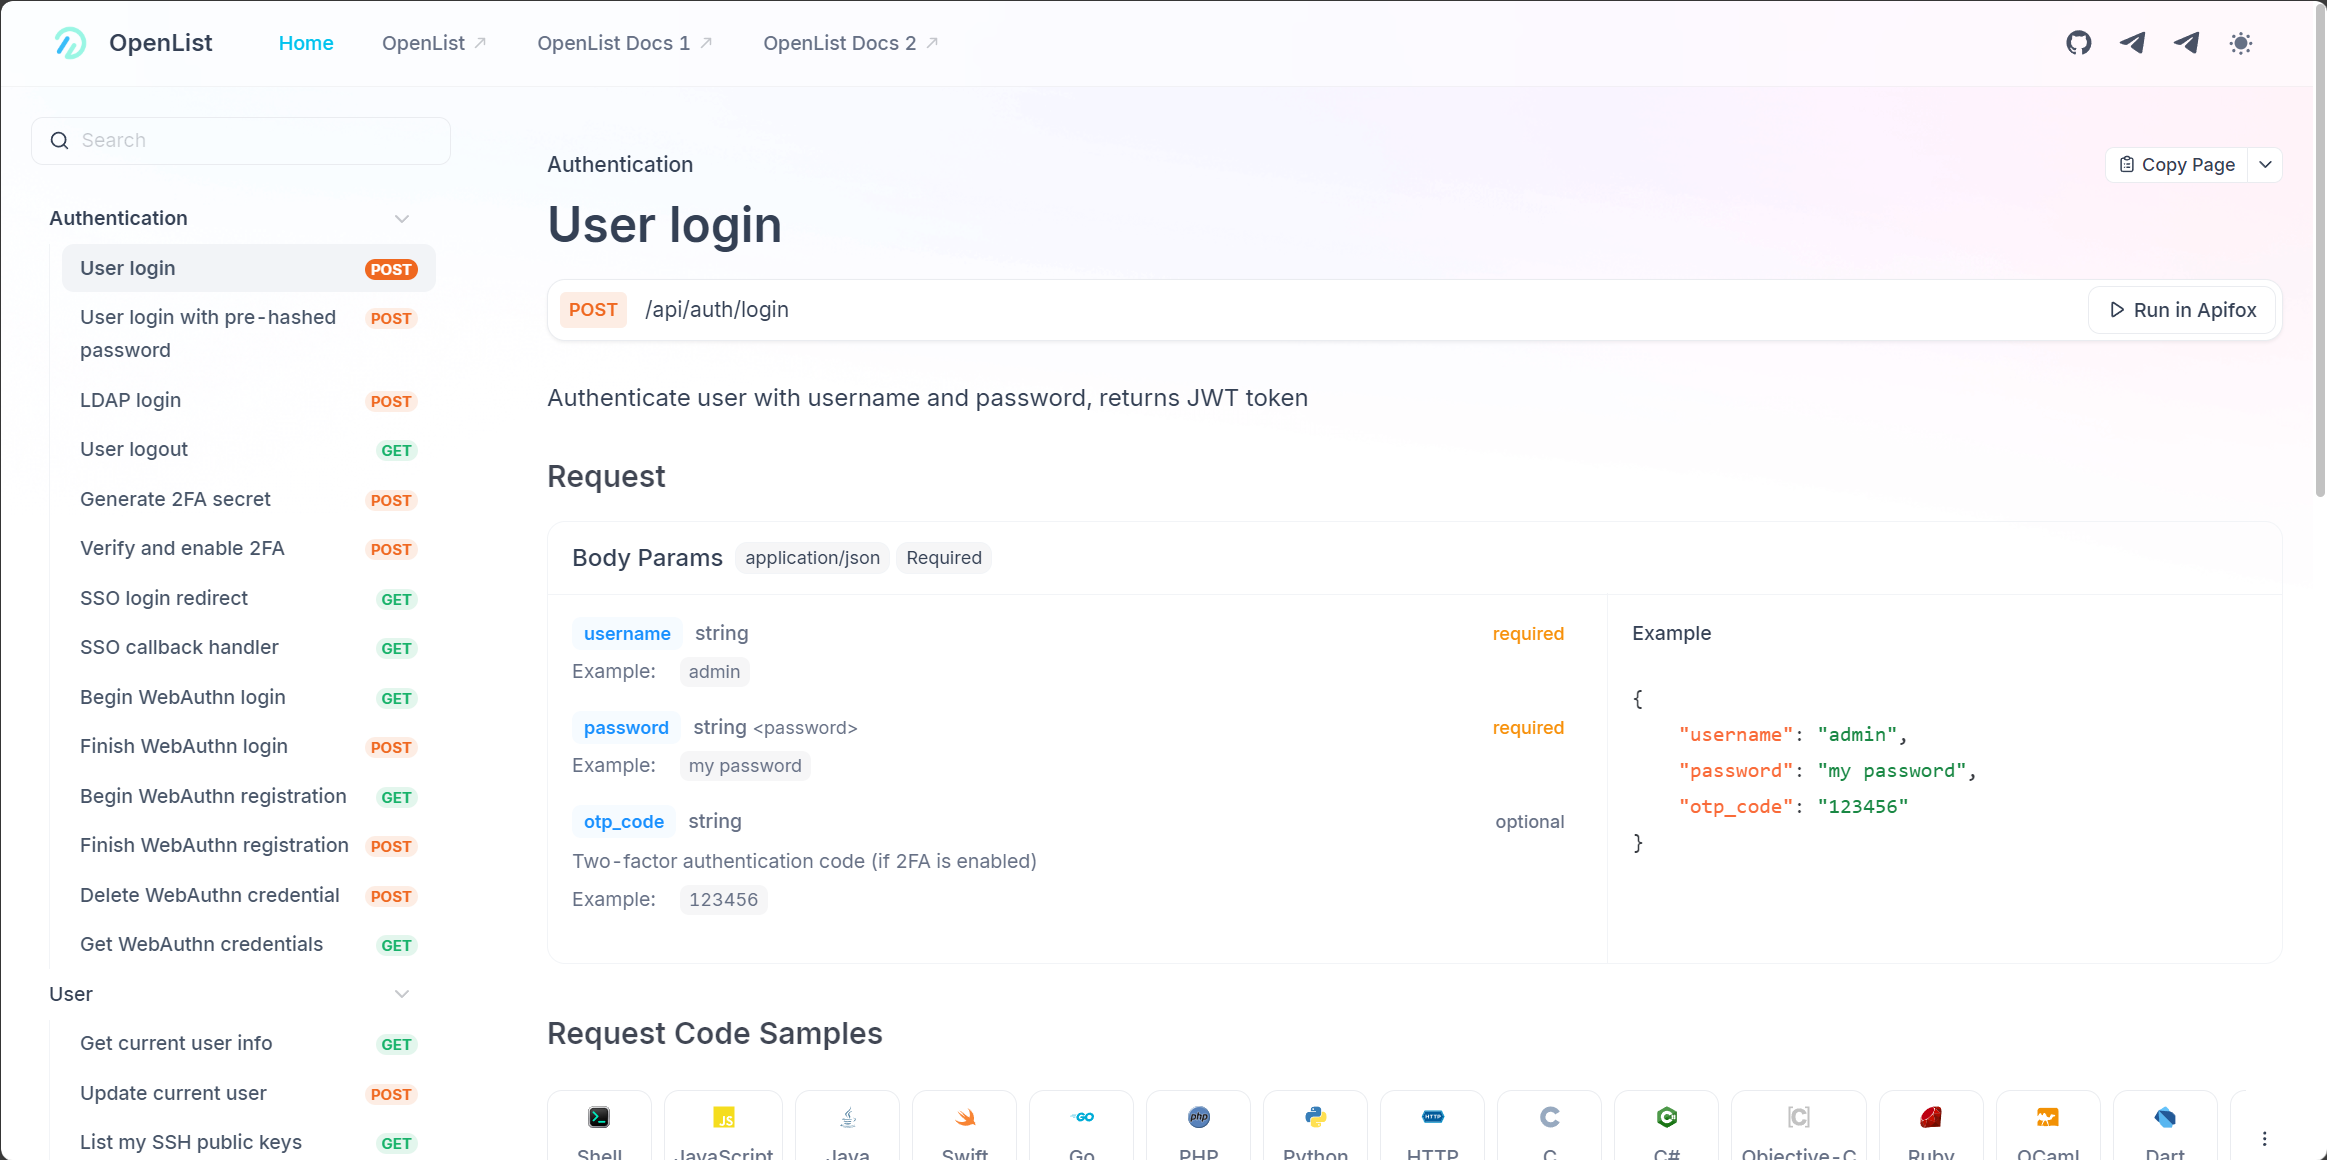 OpenList
Home
OpenList
OpenList Docs 1
OpenList Docs 2
Search
Authentication
User login POST
User login with pre-hashed password POST
LDAP login POST
User logout GET
Generate 2FA secret POST
Verify and enable 2FA POST
SSO login redirect GET
SSO callback handler GET
Begin WebAuthn login GET
Finish WebAuthn login POST
Begin WebAuthn registration GET
Finish WebAuthn registration POST
Delete WebAuthn credential POST
Get WebAuthn credentials GET
User
Get current user info GET
Update current user POST
List my SSH public keys GET
Authentication
Copy Page
User login
POST /api/auth/login
Run in Apifox
Authenticate user with username and password, returns JWT token
Request
Body Params application/json Required
username string required
Example: admin
password string <password> required
Example: my password
otp_code string optional
Two-factor authentication code (if 2FA is enabled)
Example: 123456
Example
{
"username": "admin",
"password": "my password",
"otp_code": "123456"
}
Request Code Samples
Shell
JavaScript
Java
Swift
Go
PHP
Python
HTTP
C
C#
Objective-C
Ruby
OCaml
Dart